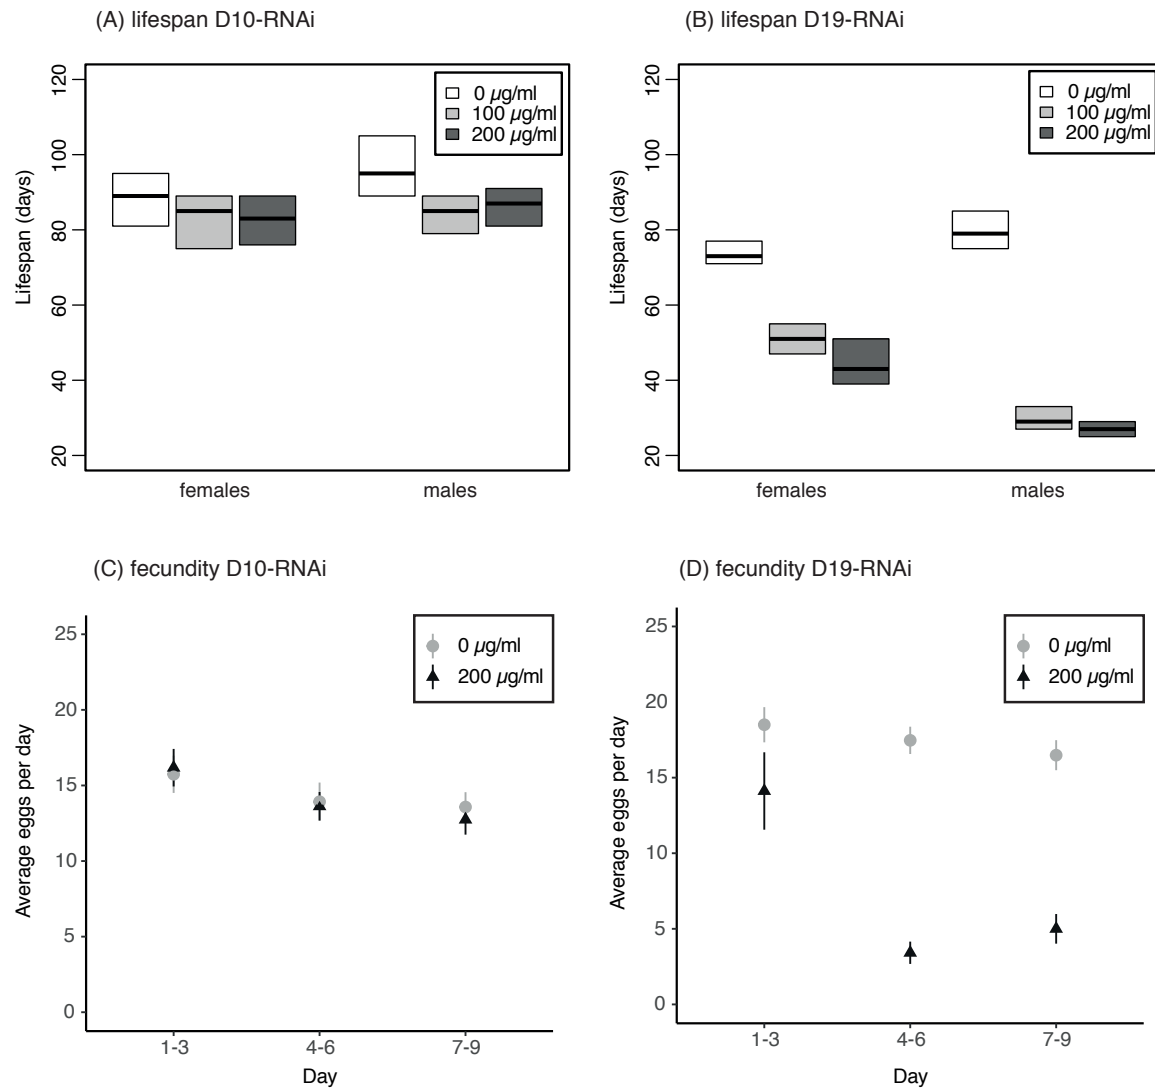 (A) lifespan D10-RNAi
Lifespan (days)
120
100
80
60
40
20
0 µg/ml
100 µg/ml
200 µg/ml
females
males
(B) lifespan D19-RNAi
Lifespan (days)
120
100
80
60
40
20
0 µg/ml
100 µg/ml
200 µg/ml
females
males
(C) fecundity D10-RNAi
Average eggs per day
25
20
15
10
5
0
0 µg/ml
200 µg/ml
1-3
4-6
7-9
Day
(D) fecundity D19-RNAi
Average eggs per day
25
20
15
10
5
0
0 µg/ml
200 µg/ml
1-3
4-6
7-9
Day